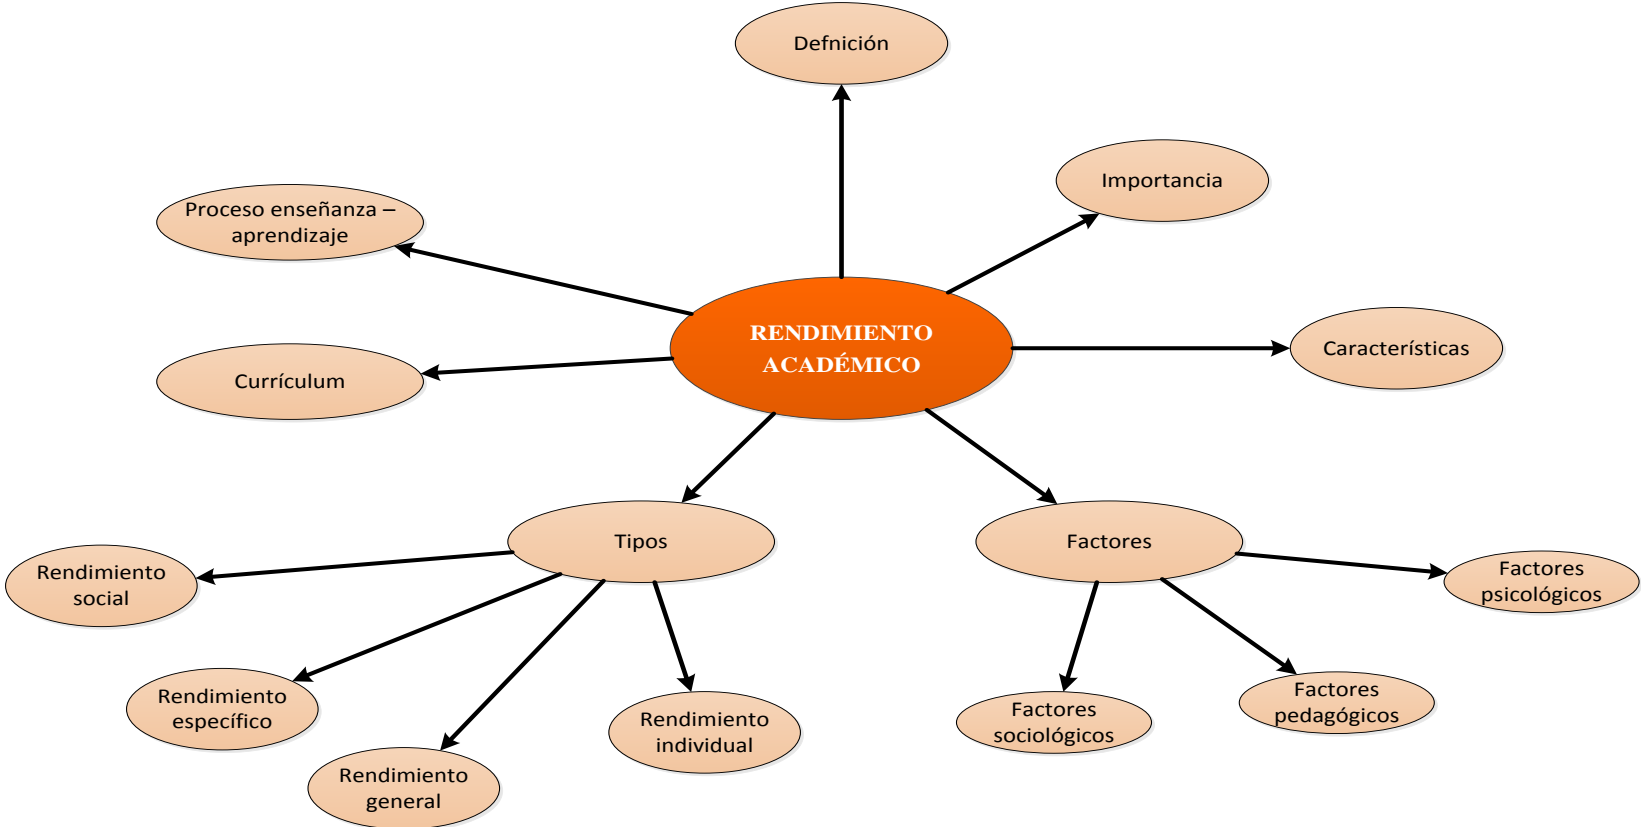 Defnición
Importancia
Proceso enseñanza –
aprendizaje
RENDIMIENTO
ACADÉMICO
Características
Currículum
Tipos
Factores
Rendimiento
social
Factores
psicológicos
Rendimiento
específico
Factores
pedagógicos
Rendimiento
individual
Factores
sociológicos
Rendimiento
general